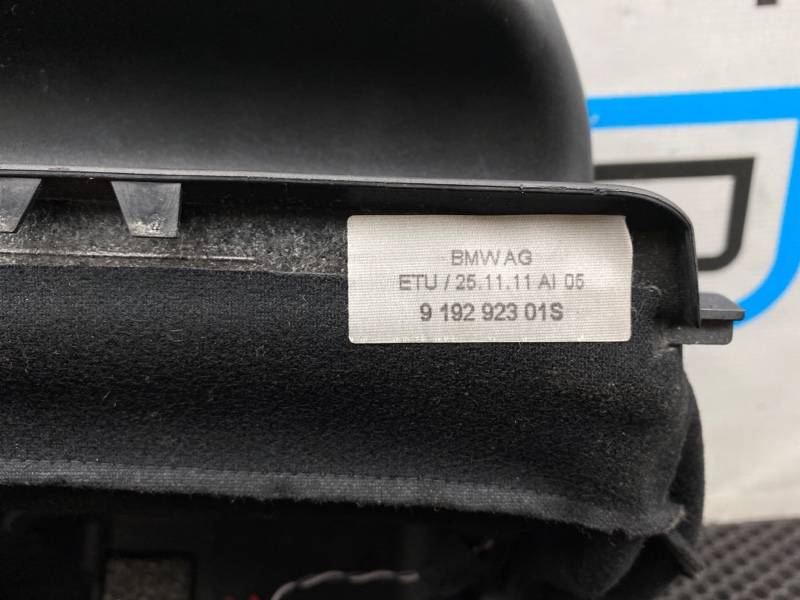 BMW AG
ETU / 25.11.11 AI 05
9 192 923 01S